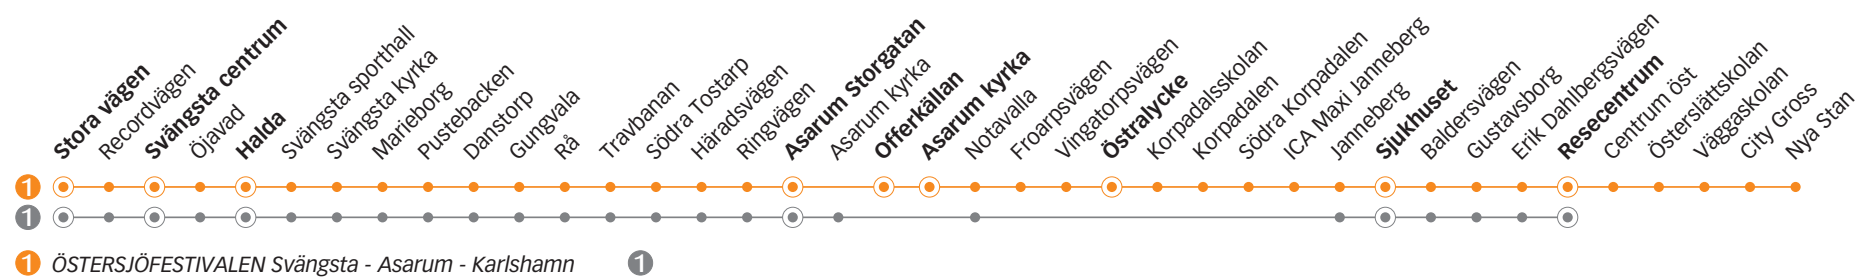 Stora vägen
Recordvägen
Svängsta centrum
Öjavad
Halda
Svängsta sporthall
Svängsta kyrka
Marieborg
Pustebacken
Danstorp
Gungvala
Rå
Travbanan
Södra Tostarp
Häradsvägen
Ringvägen
Asarum Storgatan
Asarum Kyrka
Offerkällan
Asarum kyrka
Notavalla
Froarpsvägen
Vingatorpsvägen
Östralycke
Korpadalsskolan
Korpadalen
Södra Korpadalen
ICA Maxi Janneberg
Janneberg
Sjukhuset
Baldersvägen
Gustavsborg
Erik Dahlbergsvägen
Resecentrum
Centrum öst
Österslättskolan
Väggaskolan
City Gross
Nya Stan
1
1
1 ÖSTERSJÖFESTIVALEN Svängsta - Asarum - Karlshamn 1